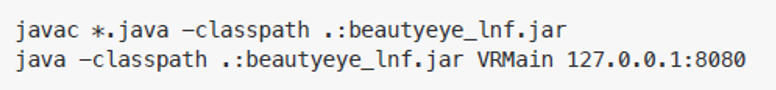 javac *.java -classpath .:beautyeye_lnf.jar
java -classpath .:beautyeye_lnf.jar VRMain 127.0.0.1:8080